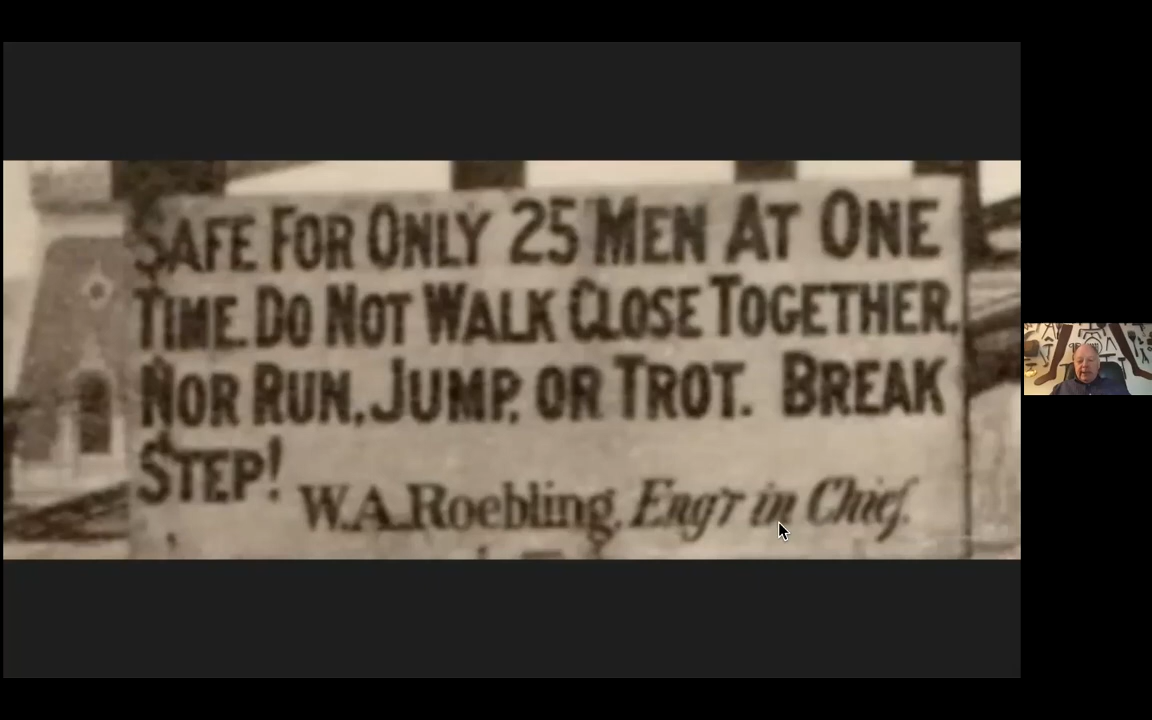 SAFE FOR ONLY 25 MEN AT ONE
TIME. DO NOT WALK CLOSE TOGETHER,
NOR RUN, JUMP, OR TROT. BREAK
STEP!
W.A. Roebling, Eng'r in Chief.